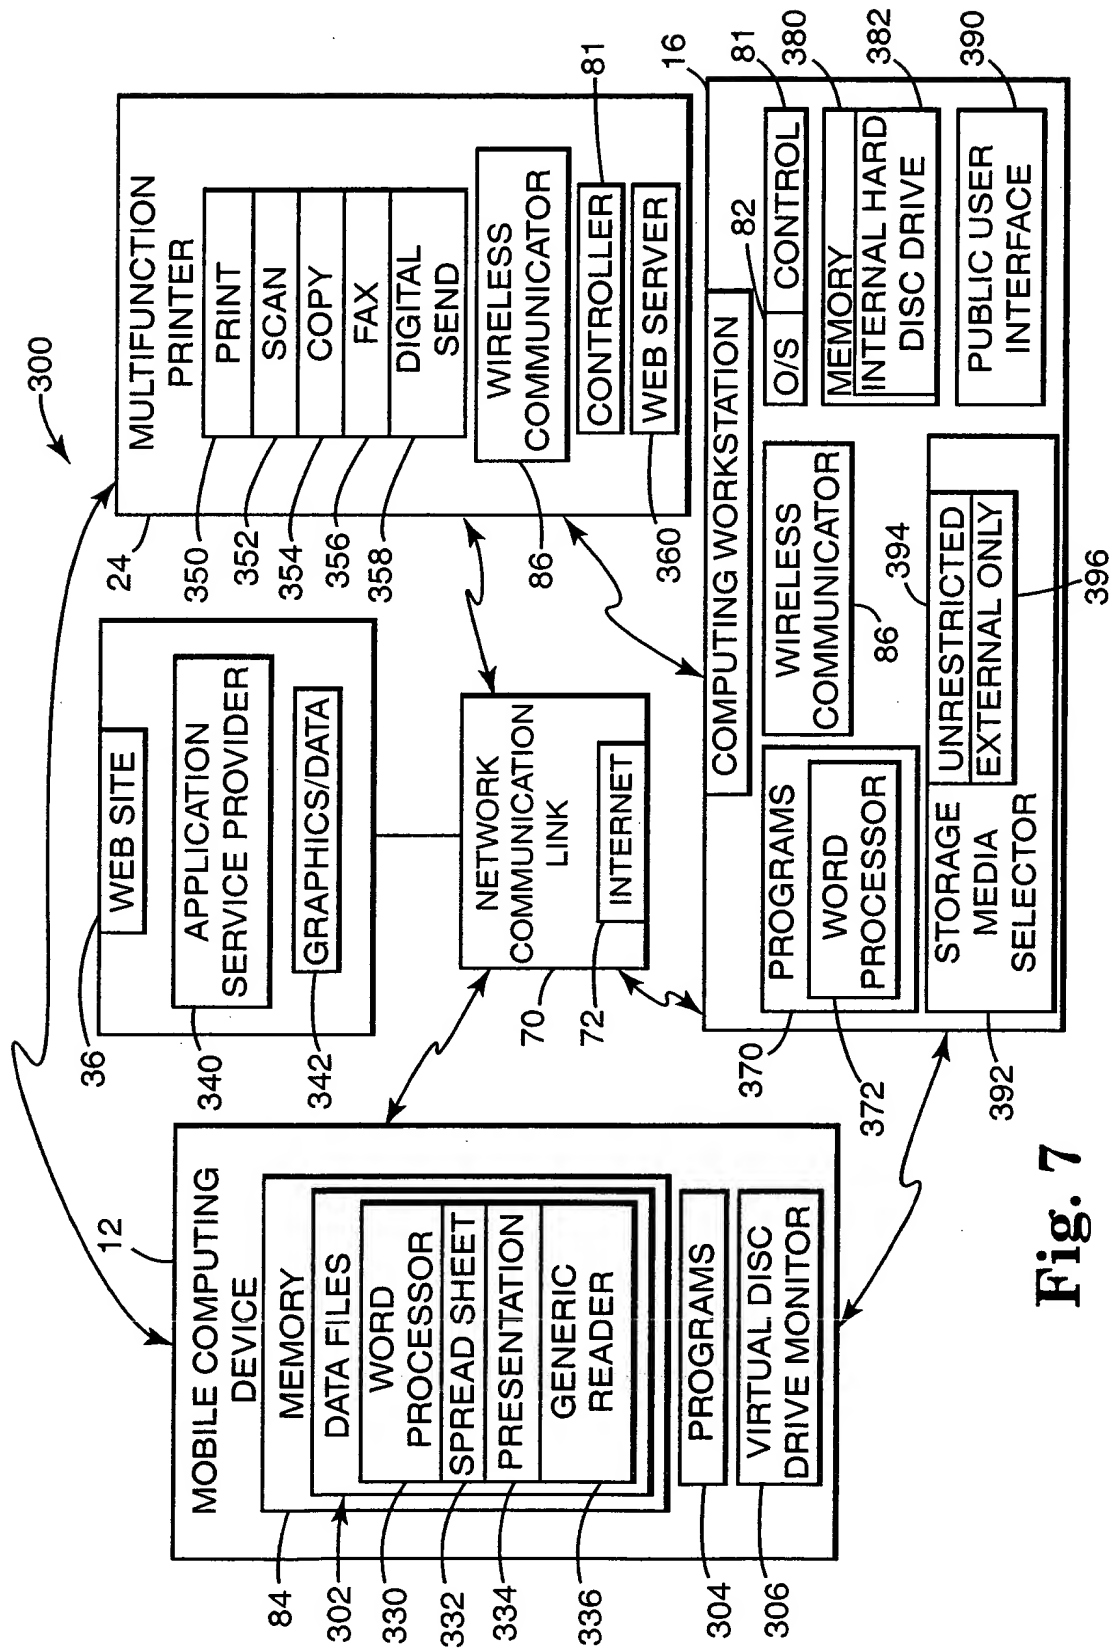 300
12
MOBILE COMPUTING
DEVICE
MEMORY
DATA FILES
WORD
PROCESSOR
SPREAD SHEET
PRESENTATION
GENERIC
READER
PROGRAMS
VIRTUAL DISC
DRIVE MONITOR
84
302
330
332
334
336
304
306
36
WEB SITE
APPLICATION
SERVICE PROVIDER
GRAPHICS/DATA
340
342
NETWORK
COMMUNICATION
LINK
INTERNET
70
72
24
MULTIFUNCTION
PRINTER
PRINT
SCAN
COPY
FAX
DIGITAL
SEND
WIRELESS
COMMUNICATOR
CONTROLLER
WEB SERVER
350
352
354
356
358
86
360
81
16
COMPUTING WORKSTATION
PROGRAMS
WORD
PROCESSOR
370
372
WIRELESS
COMMUNICATOR
86
82
O/S
CONTROL
81
MEMORY
380
INTERNAL HARD
DISC DRIVE
382
STORAGE
MEDIA
SELECTOR
392
UNRESTRICTED
394
EXTERNAL ONLY
396
PUBLIC USER
INTERFACE
390
Fig. 7